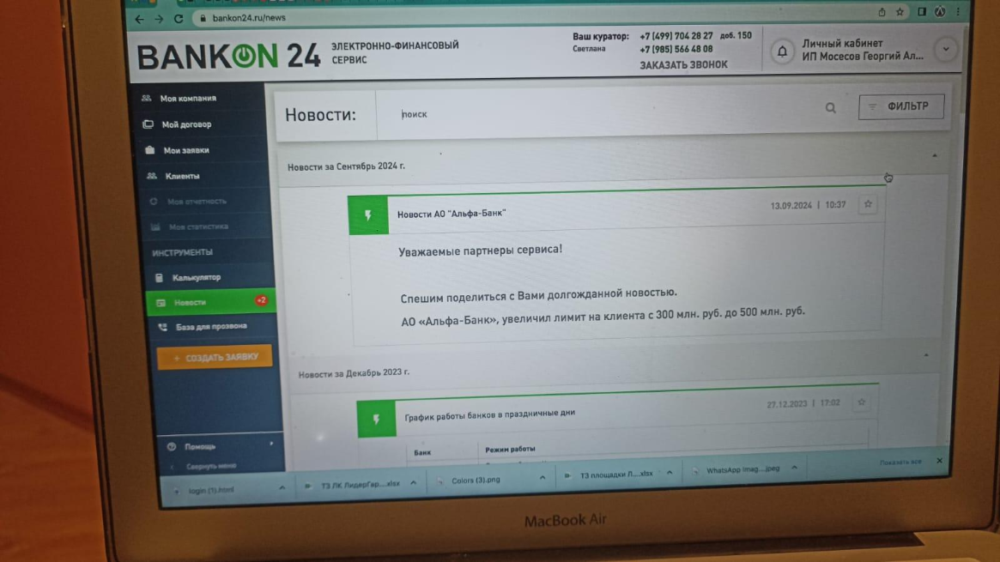 bankon24.ru/news
BANKON 24
ЭЛЕКТРОННО-ФИНАНСОВЫЙ
СЕРВИС
Ваш куратор:
Светлана
+7 (499) 704 28 27 доб. 150
+7 (985) 566 48 08
ЗАКАЗАТЬ ЗВОНОК
Личный кабинет
ИП Мосесов Георгий Ал...
Моя компания
Мой договор
Мои заявки
Клиенты
Моя отчетность
Моя статистика
ИНСТРУМЕНТЫ
Калькулятор
Новости +2
База для прозвона
+ СОЗДАТЬ ЗАЯВКУ
Помощь
Свернуть меню
Новости:
поиск
ФИЛЬТР
Новости за Сентябрь 2024 г.
Новости АО "Альфа-Банк"
13.09.2024 | 10:37
Уважаемые партнеры сервиса!
Спешим поделиться с Вами долгожданной новостью.
АО «Альфа-Банк», увеличил лимит на клиента с 300 млн. руб. до 500 млн. руб.
Новости за Декабрь 2023 г.
График работы банков в праздничные дни
27.12.2023 | 17:02
Банк
Режим работы
login (1).html
ТЗ ЛК ЛидерГар...xlsx
Colors (3).png
ТЗ площадки Л....xlsx
WhatsApp Imag....jpeg
Показать все
MacBook Air